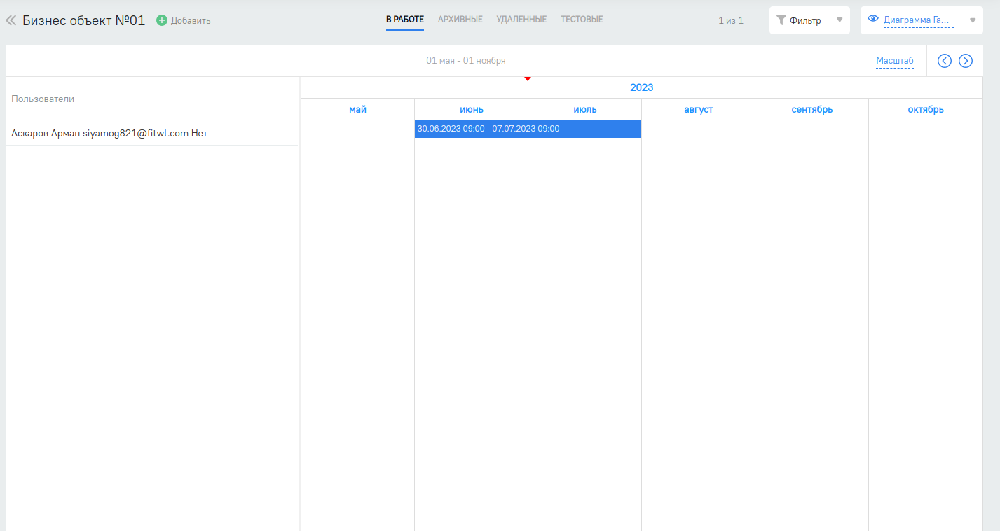 Бизнес объект №01 Добавить В РАБОТЕ АРХИВНЫЕ УДАЛЕННЫЕ ТЕСТОВЫЕ 1 из 1 Фильтр Диаграмма Га...
01 мая - 01 ноября Масштаб
Пользователи
2023
май июнь июль август сентябрь октябрь
Аскаров Арман siyamog821@fitwl.com Нет
30.06.2023 09:00 - 07.07.2023 09:00